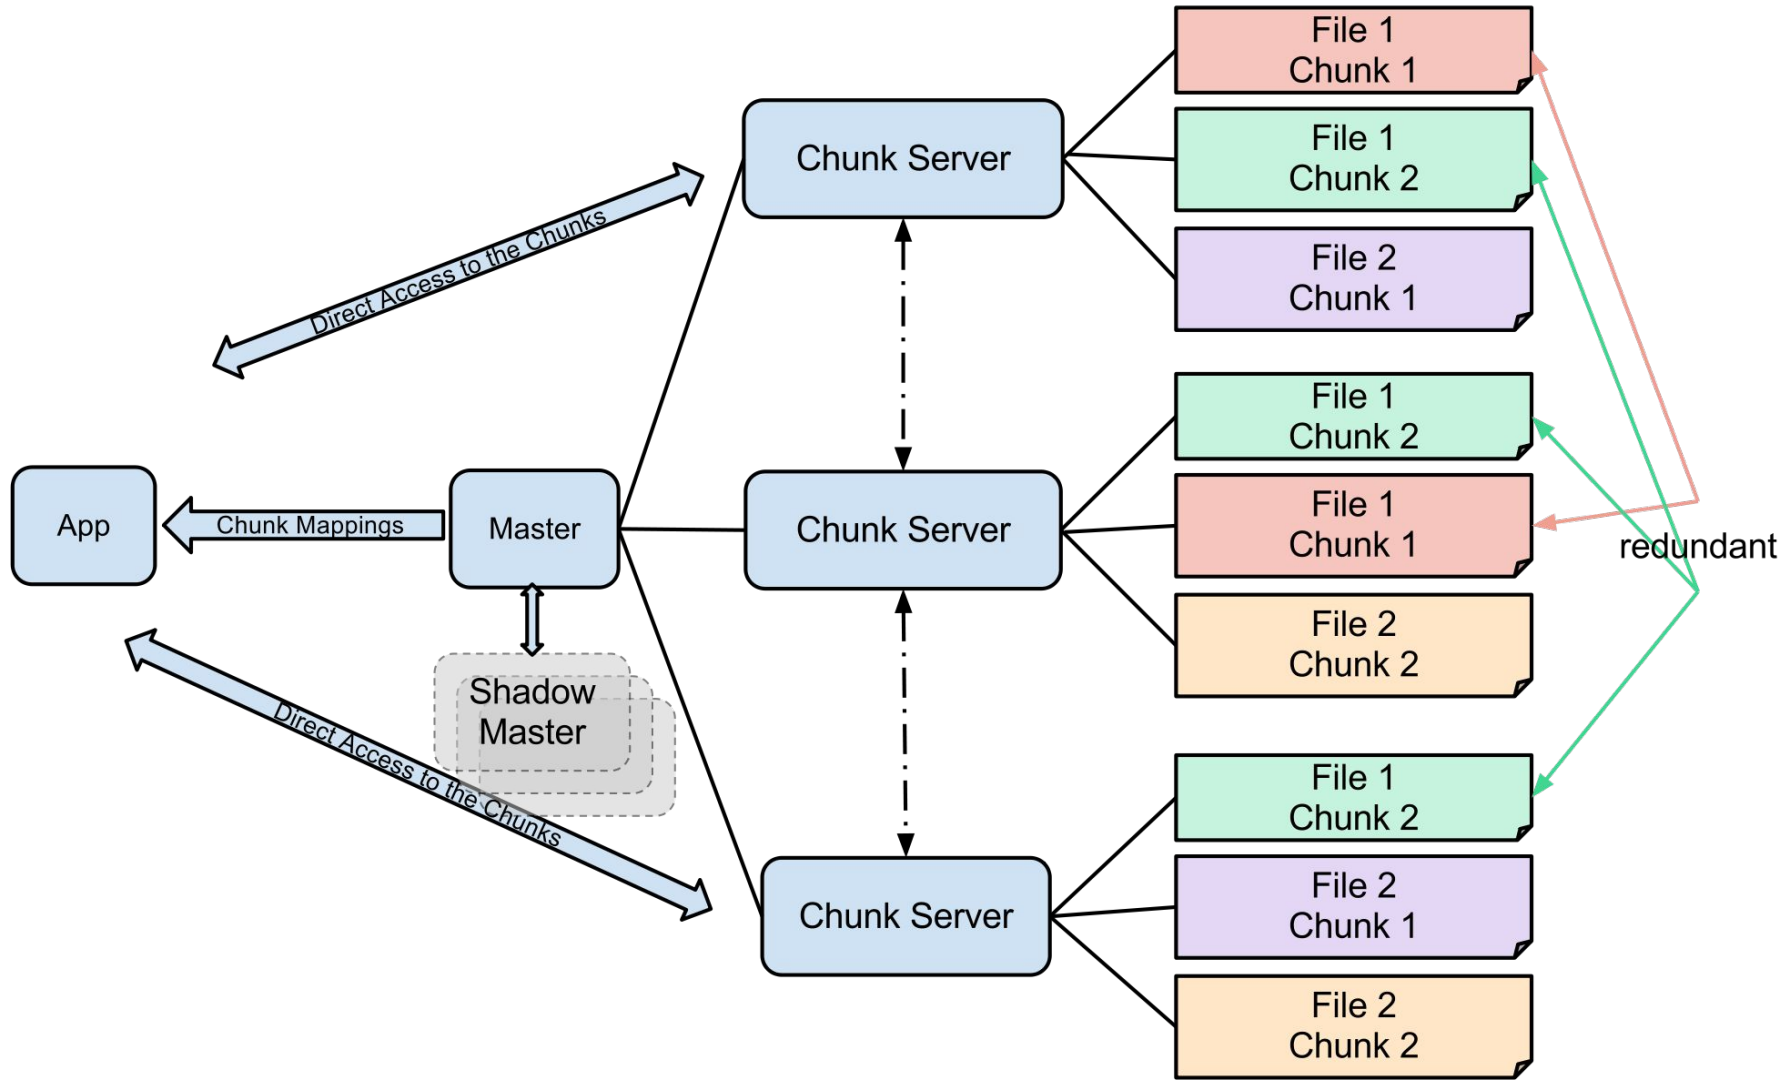 File 1
Chunk 1
File 1
Chunk 2
File 2
Chunk 1
Chunk Server
Direct Access to the Chunks
File 1
Chunk 2
File 1
Chunk 1
File 2
Chunk 2
redundant
Chunk Server
App
Chunk Mappings
Master
Shadow
Master
Direct Access to the Chunks
Chunk Server
File 1
Chunk 2
File 2
Chunk 1
File 2
Chunk 2